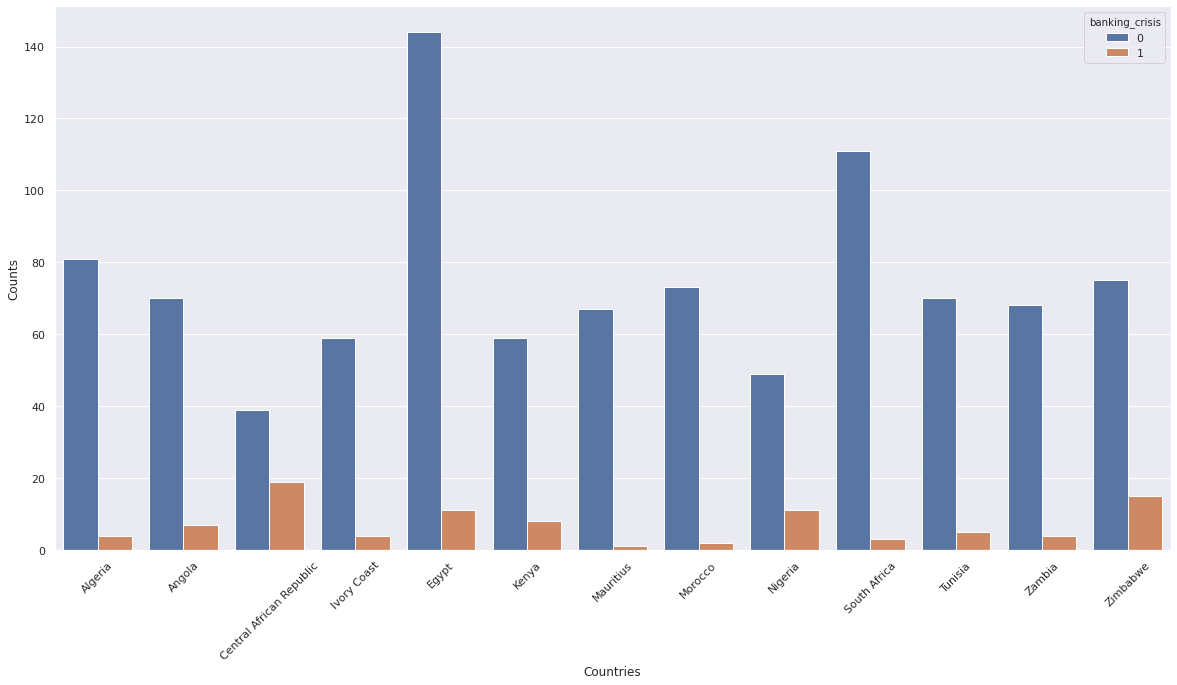 banking_crisis
0
1
Counts
140
120
100
80
60
40
20
0
Algeria
Angola
Central African Republic
Ivory Coast
Egypt
Kenya
Mauritius
Morocco
Nigeria
South Africa
Tunisia
Zambia
Zimbabwe
Countries